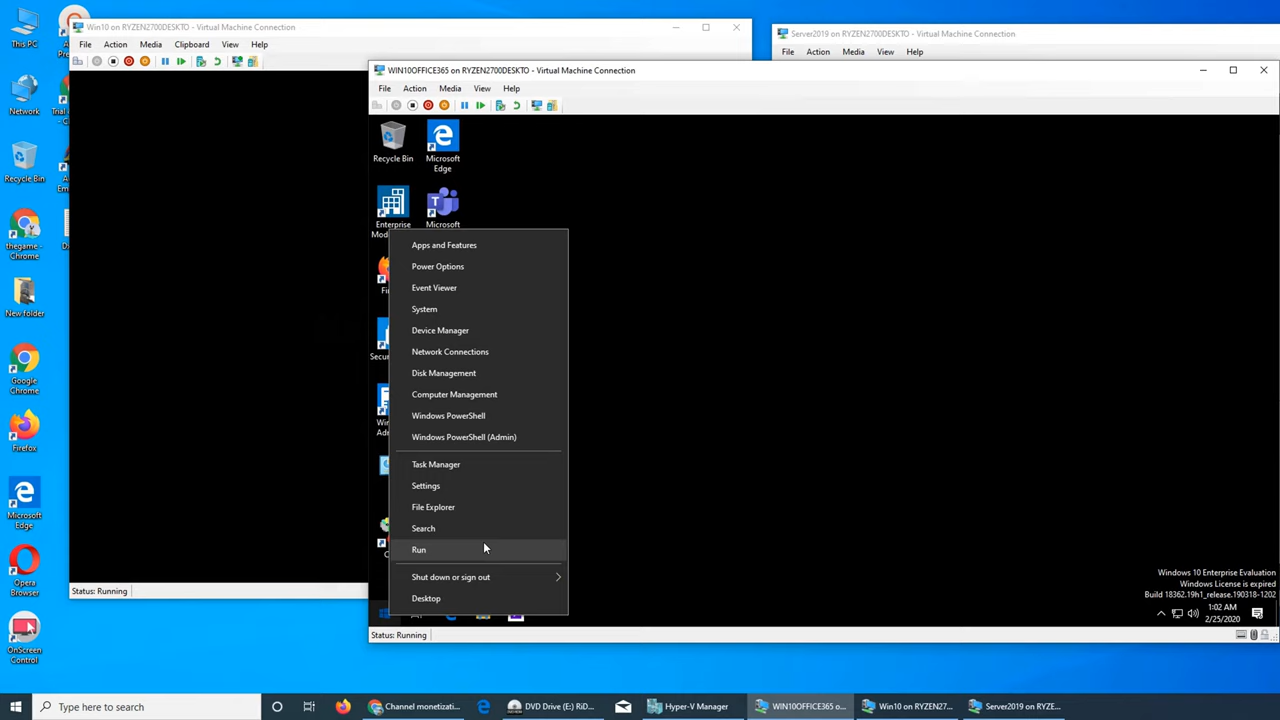 This PC
Network
Recycle Bin
thegame -
Chrome
New folder
Google
Chrome
Firefox
Microsoft
Edge
Opera
Browser
OnScreen
Control
Win10 on RYZEN2700DESKTO - Virtual Machine Connection
File Action Media Clipboard View Help
Status: Running
Server2019 on RYZEN2700DESKTO - Virtual Machine Connection
File Action Media View Help
WIN10OFFICE365 on RYZEN2700DESKTO - Virtual Machine Connection
File Action Media View Help
Recycle Bin
Microsoft
Edge
Enterprise
Microsoft
Apps and Features
Power Options
Event Viewer
System
Device Manager
Network Connections
Disk Management
Computer Management
Windows PowerShell
Windows PowerShell (Admin)
Task Manager
Settings
File Explorer
Search
Run
Shut down or sign out
Desktop
Windows 10 Enterprise Evaluation
Windows License is expired
Build 18362.19h1_release.190318-1202
1:02 AM
2/25/2020
Status: Running
Type here to search
Channel monetizati...
DVD Drive (E:) RiD...
Hyper-V Manager
WIN10OFFICE365 o...
Win10 on RYZEN27...
Server2019 on RYZE...